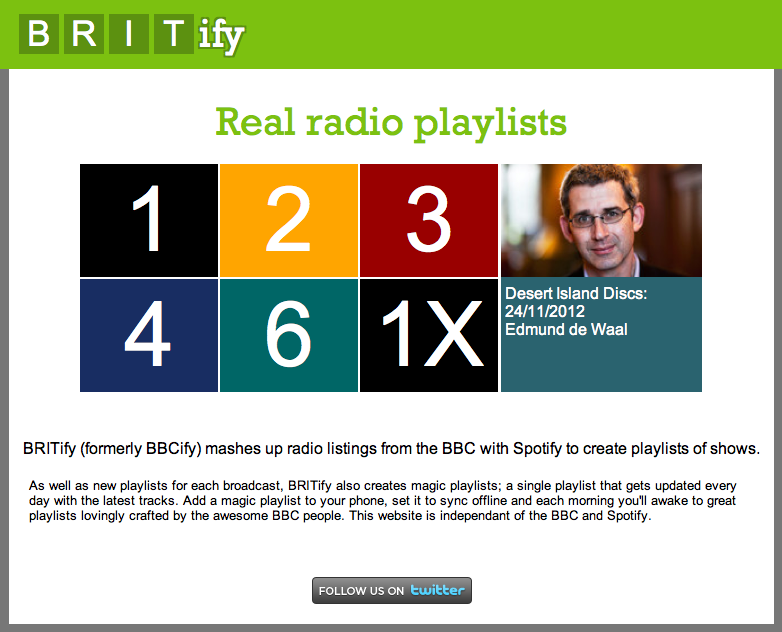 BRITify
Real radio playlists
1 2 3
4 6 1X
Desert Island Discs:
24/11/2012
Edmund de Waal
BRITify (formerly BBCify) mashes up radio listings from the BBC with Spotify to create playlists of shows.
As well as new playlists for each broadcast, BRITify also creates magic playlists; a single playlist that gets updated every
day with the latest tracks. Add a magic playlist to your phone, set it to sync offline and each morning you'll awake to great
playlists lovingly crafted by the awesome BBC people. This website is independant of the BBC and Spotify.
FOLLOW US ON twitter